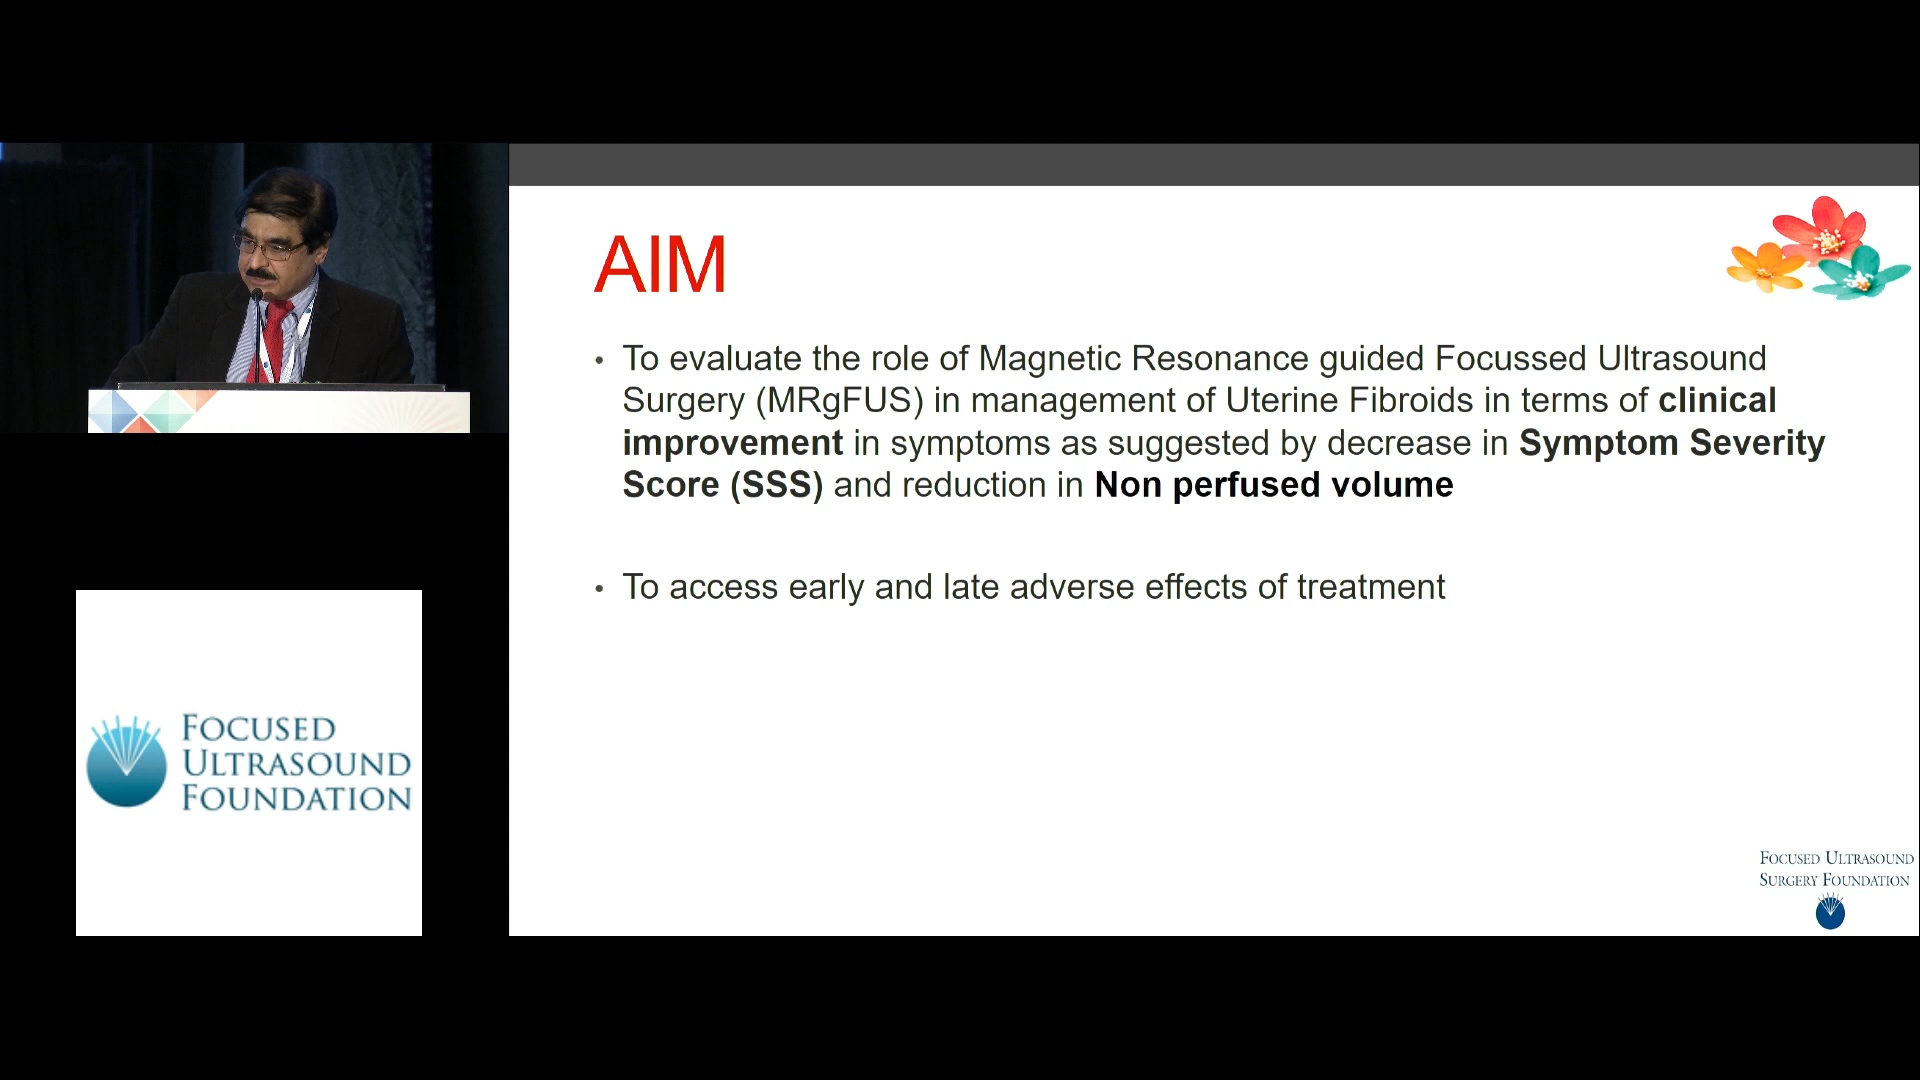 AIM
• To evaluate the role of Magnetic Resonance guided Focussed Ultrasound
Surgery (MRgFUS) in management of Uterine Fibroids in terms of clinical
improvement in symptoms as suggested by decrease in Symptom Severity
Score (SSS) and reduction in Non perfused volume
• To access early and late adverse effects of treatment
FOCUSED
ULTRASOUND
FOUNDATION
FOCUSED ULTRASOUND
SURGERY FOUNDATION